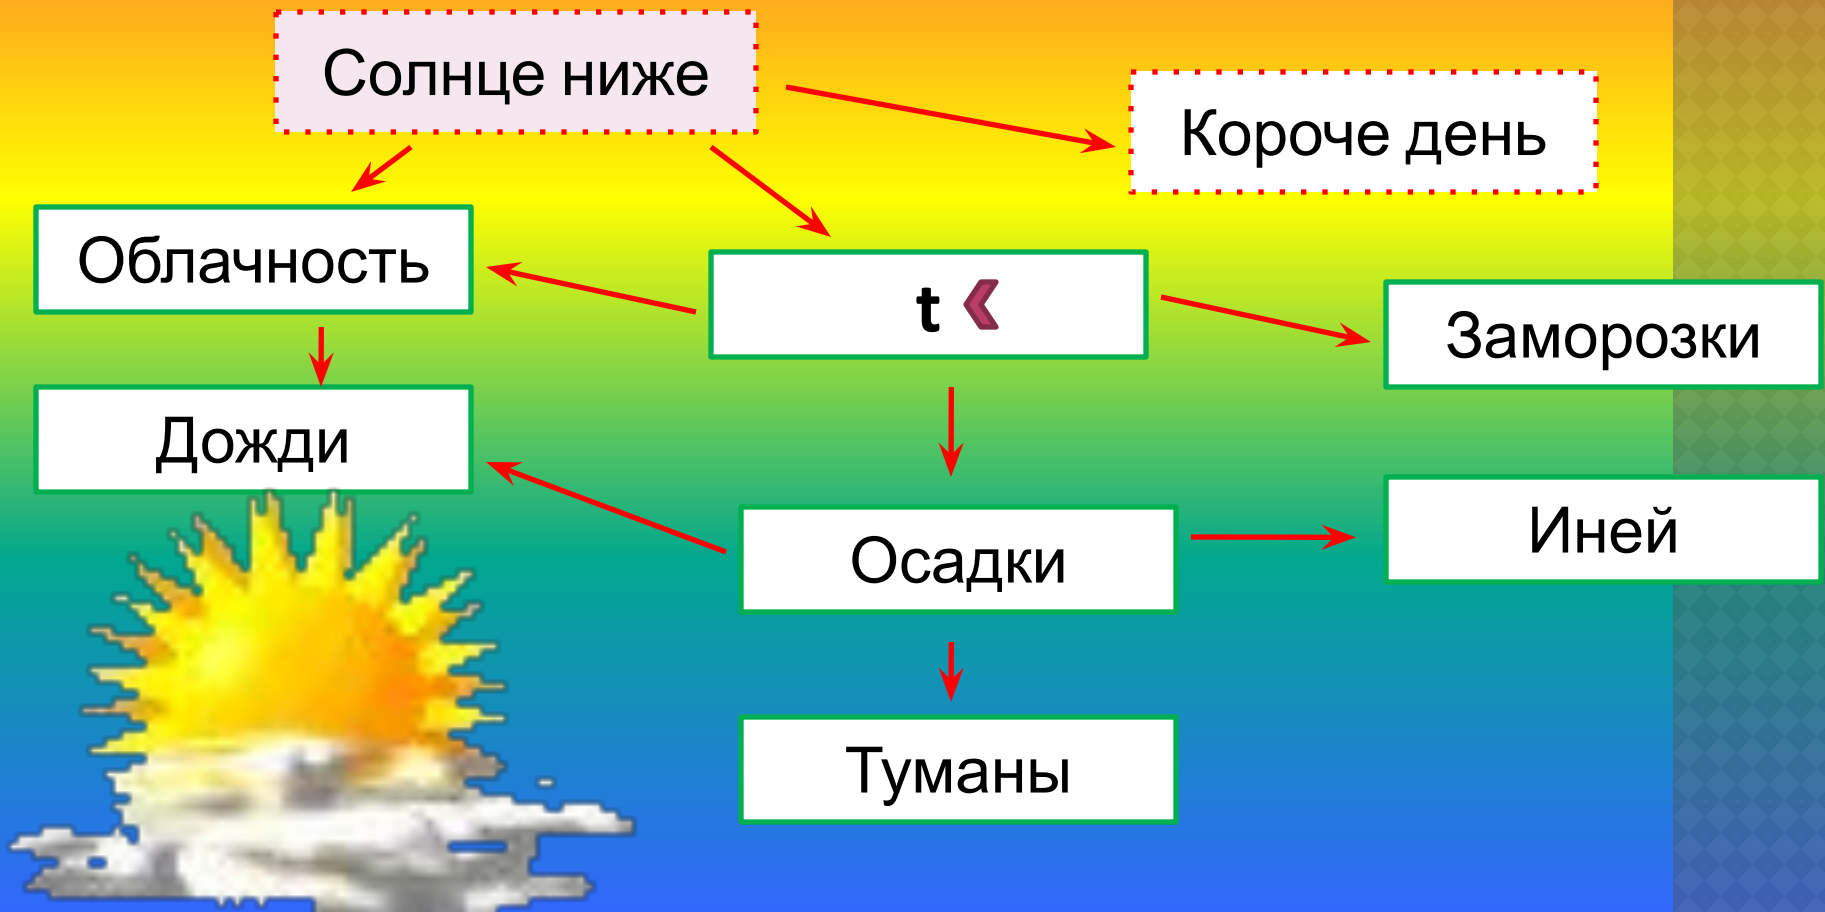 Солнце ниже
Короче день
Облачность
t
Заморозки
Дожди
Иней
Осадки
Туманы